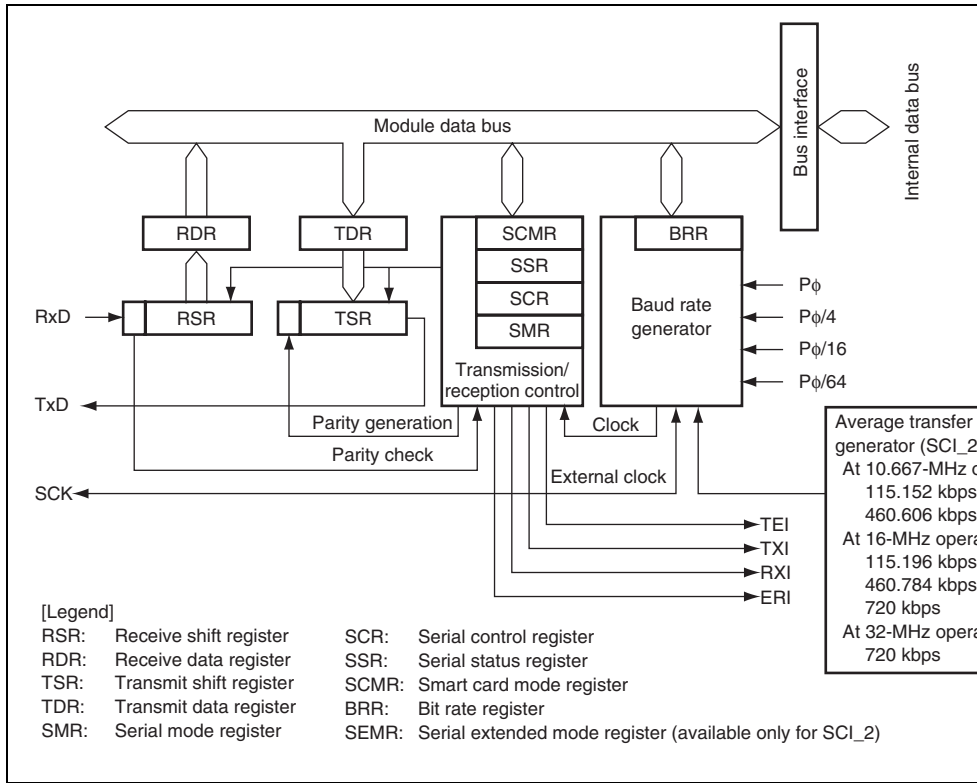 Bus interface
Internal data bus
Module data bus
RDR
TDR
SCMR
BRR
SSR
SCR
SMR
Baud rate
generator
RxD
RSR
TSR
Transmission/
reception control
Pϕ
Pϕ/4
Pϕ/16
Pϕ/64
TxD
Parity generation
Clock
Parity check
SCK
External clock
TEI
TXI
RXI
ERI
Average transfer
generator (SCI_2
At 10.667-MHz o
115.152 kbps
460.606 kbps
At 16-MHz opera
115.196 kbps
460.784 kbps
720 kbps
At 32-MHz opera
720 kbps
[Legend]
RSR: Receive shift register
RDR: Receive data register
TSR: Transmit shift register
TDR: Transmit data register
SMR: Serial mode register
SCR: Serial control register
SSR: Serial status register
SCMR: Smart card mode register
BRR: Bit rate register
SEMR: Serial extended mode register (available only for SCI_2)